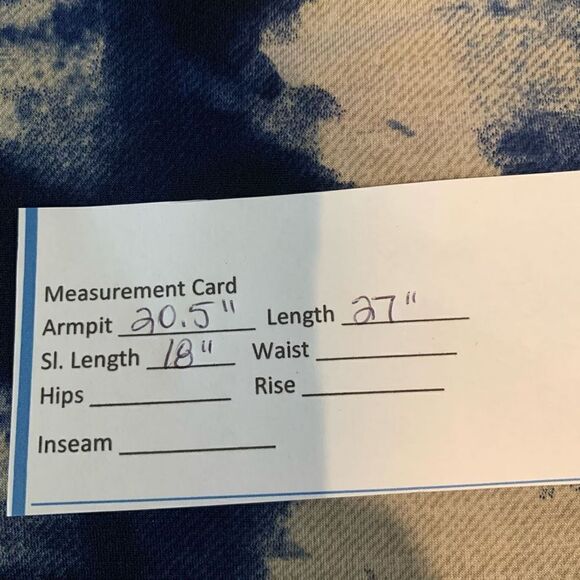 Measurement Card
Armpit 20.5" Length 27"
Sl. Length 18" Waist
Hips Rise
Inseam